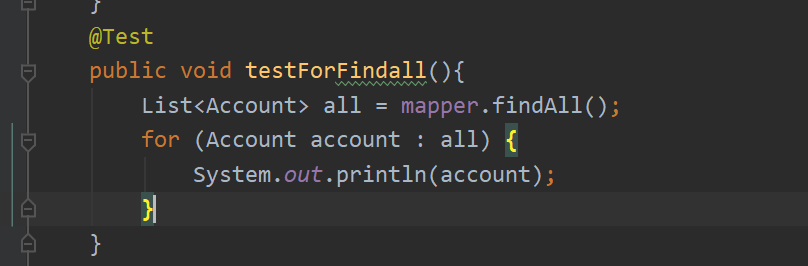 }
@Test
public void testForFindall(){
List<Account> all = mapper.findAll();
for (Account account : all) {
System.out.println(account);
}
}